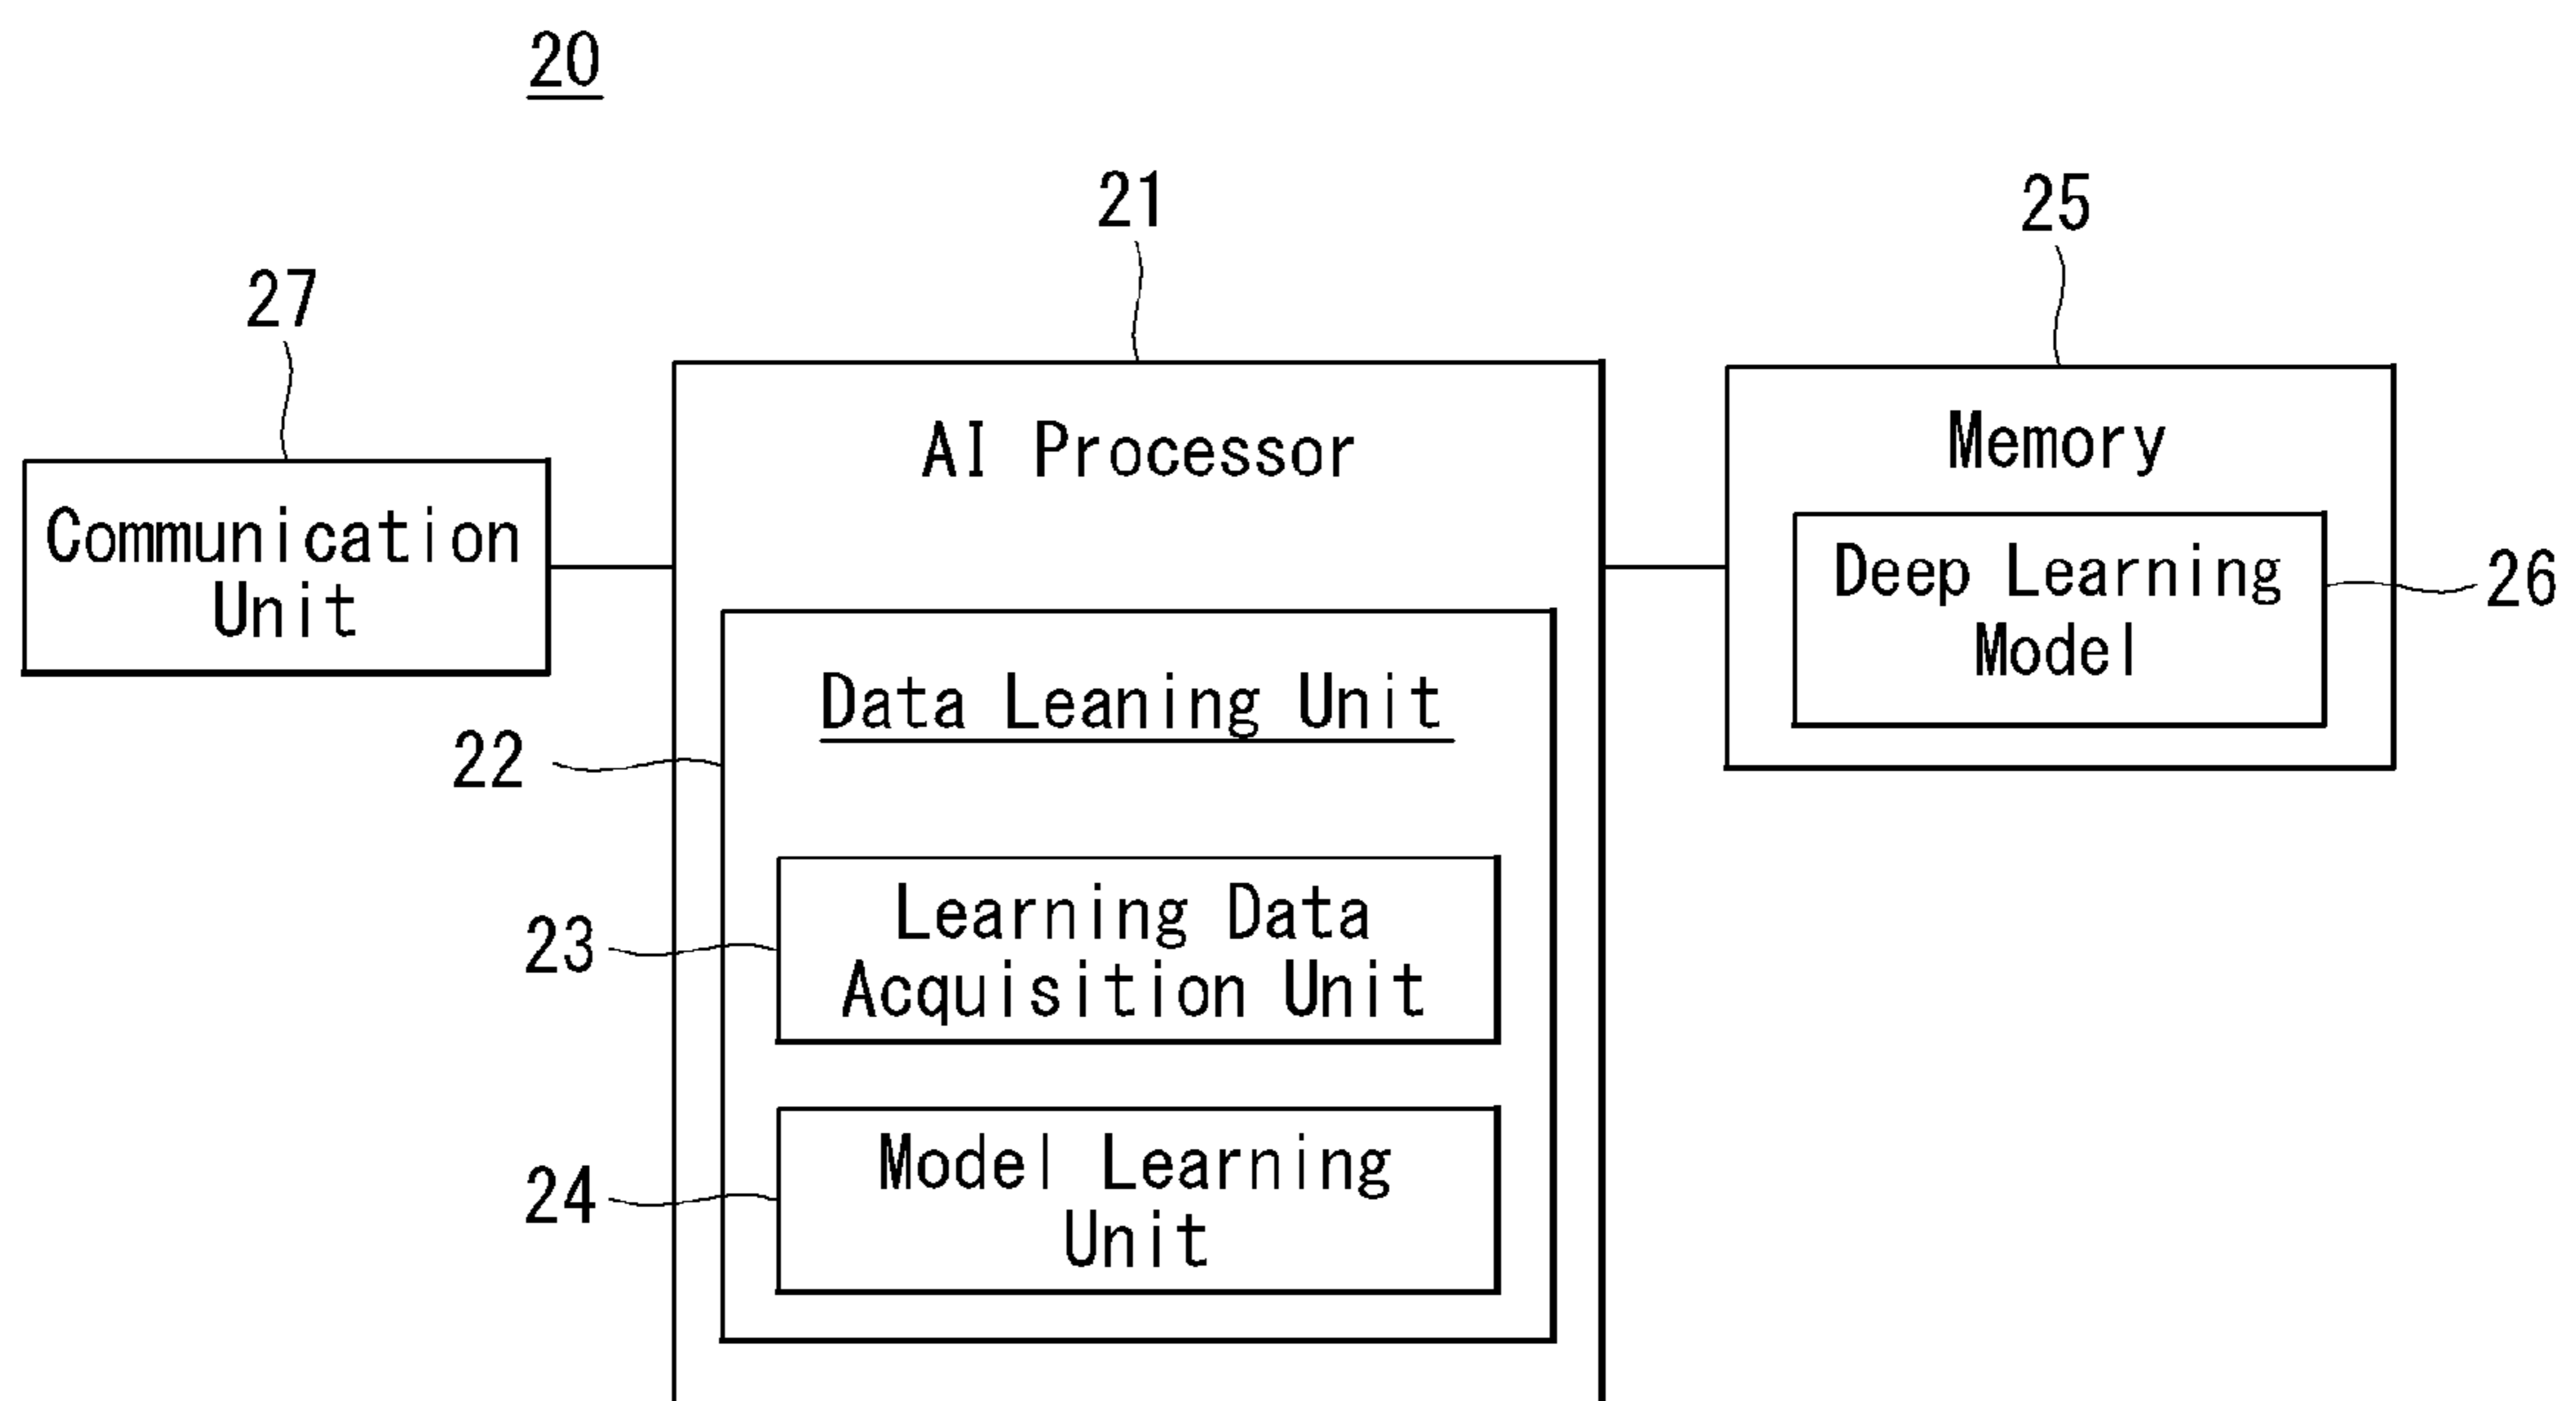 20
21
25
27
AI Processor
Memory
Communication
Unit
Deep Learning
Model
26
Data Leaning Unit
22
Learning Data
Acquisition Unit
23
Model Learning
Unit
24